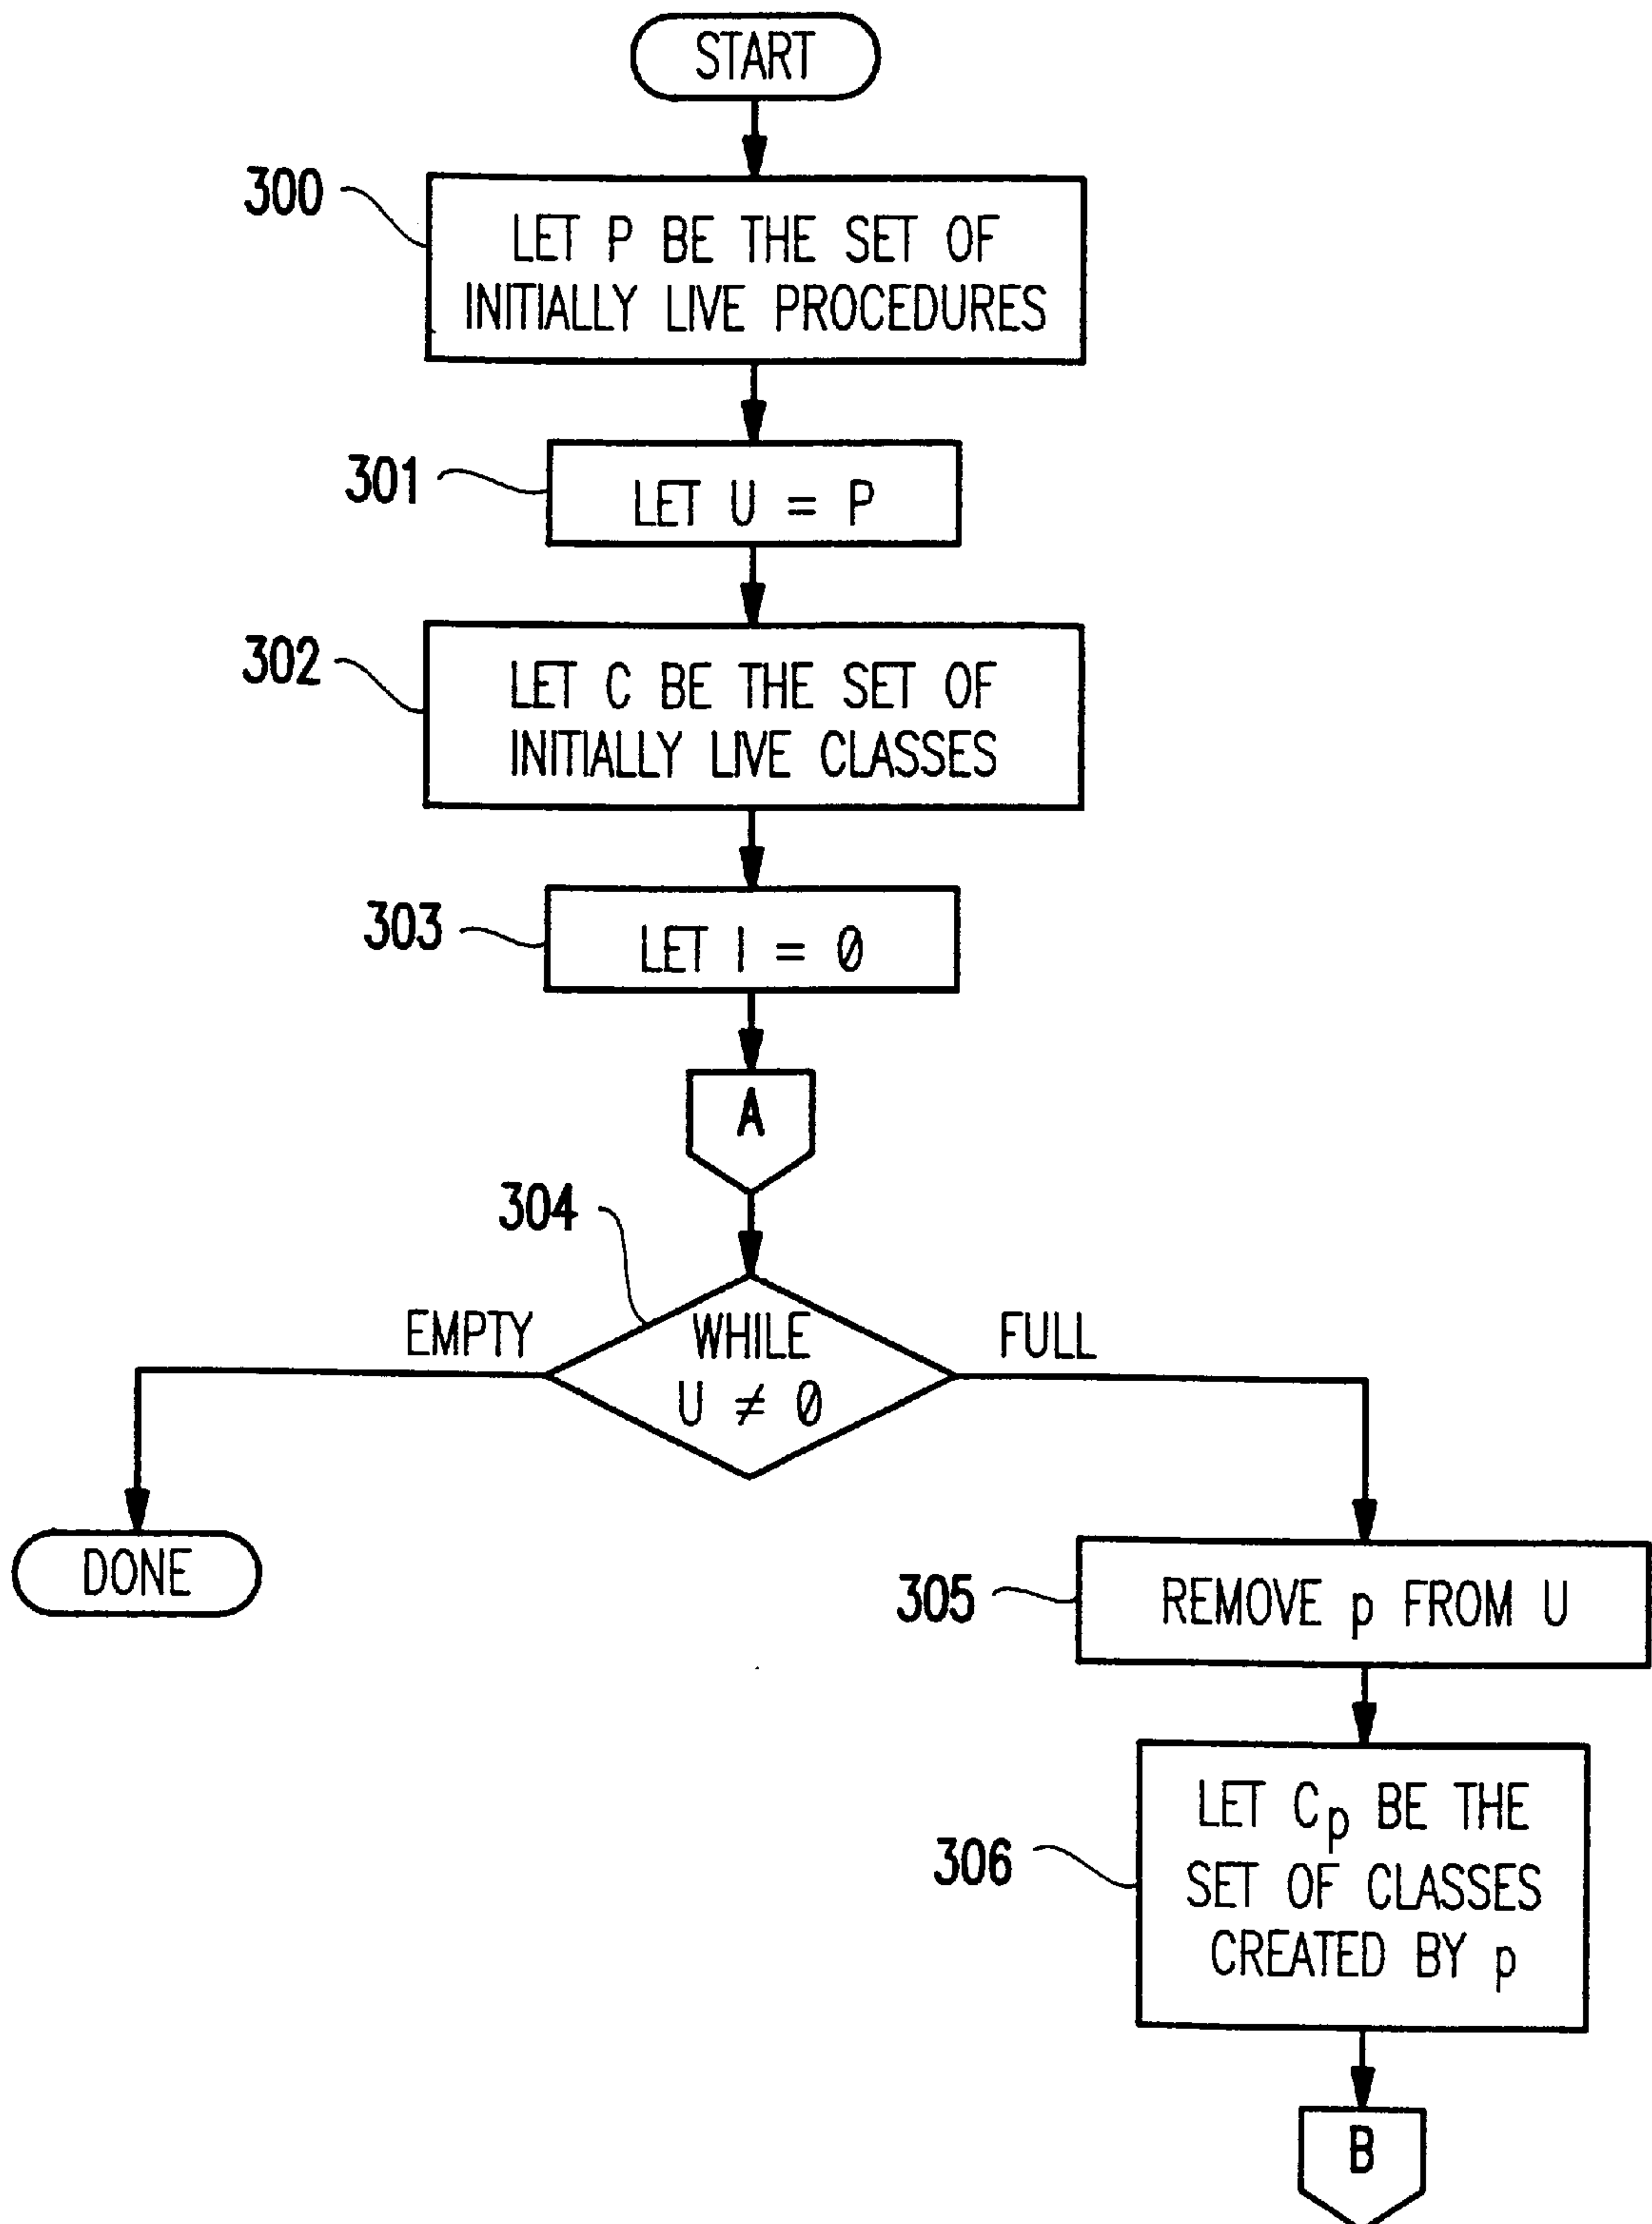 START
300
LET P BE THE SET OF
INITIALLY LIVE PROCEDURES
301
LET U = P
302
LET C BE THE SET OF
INITIALLY LIVE CLASSES
303
LET I = Ø
A
304
EMPTY
WHILE
U ≠ Ø
FULL
DONE
305
REMOVE p FROM U
306
LET Cp BE THE
SET OF CLASSES
CREATED BY p
B